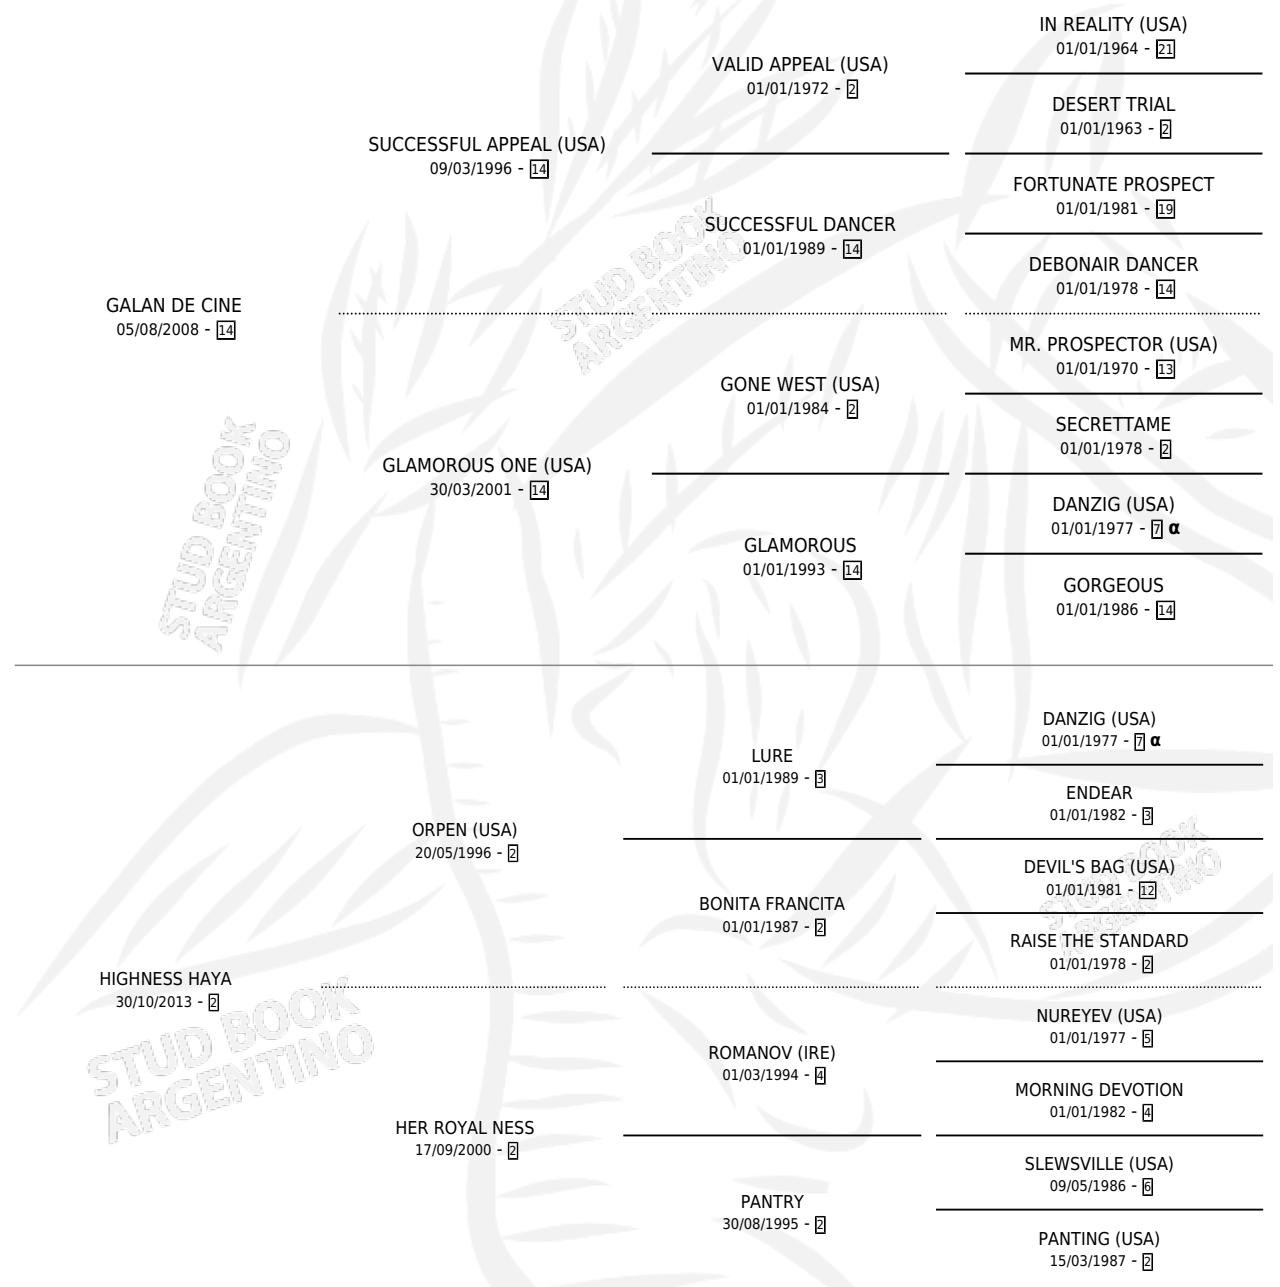 IN REALITY (USA)
01/01/1964 - 21
VALID APPEAL (USA)
01/01/1972 - 2
DESERT TRIAL
01/01/1963 - 2
SUCCESSFUL APPEAL (USA)
09/03/1996 - 14
FORTUNATE PROSPECT
01/01/1981 - 19
SUCCESSFUL DANCER
01/01/1989 - 14
DEBONAIR DANCER
01/01/1978 - 14
GALAN DE CINE
05/08/2008 - 14
MR. PROSPECTOR (USA)
01/01/1970 - 13
GONE WEST (USA)
01/01/1984 - 2
SECRETTAME
01/01/1978 - 2
GLAMOROUS ONE (USA)
30/03/2001 - 14
DANZIG (USA)
01/01/1977 - 7 α
GLAMOROUS
01/01/1993 - 14
GORGEOUS
01/01/1986 - 14
STUD BOOK
ARGENTINO
STUD BOOK
ARGENTINO
DANZIG (USA)
01/01/1977 - 7 α
LURE
01/01/1989 - 3
ENDEAR
01/01/1982 - 3
ORPEN (USA)
20/05/1996 - 2
DEVIL'S BAG (USA)
01/01/1981 - 12
BONITA FRANCITA
01/01/1987 - 2
RAISE THE STANDARD
01/01/1978 - 2
HIGHNESS HAYA
30/10/2013 - 2
NUREYEV (USA)
01/01/1977 - 5
ROMANOV (IRE)
01/03/1994 - 4
MORNING DEVOTION
01/01/1982 - 4
HER ROYAL NESS
17/09/2000 - 2
SLEWSVILLE (USA)
09/05/1986 - 6
PANTRY
30/08/1995 - 2
PANTING (USA)
15/03/1987 - 2
STUD BOOK
ARGENTINO
STUD BOOK
ARGENTINO